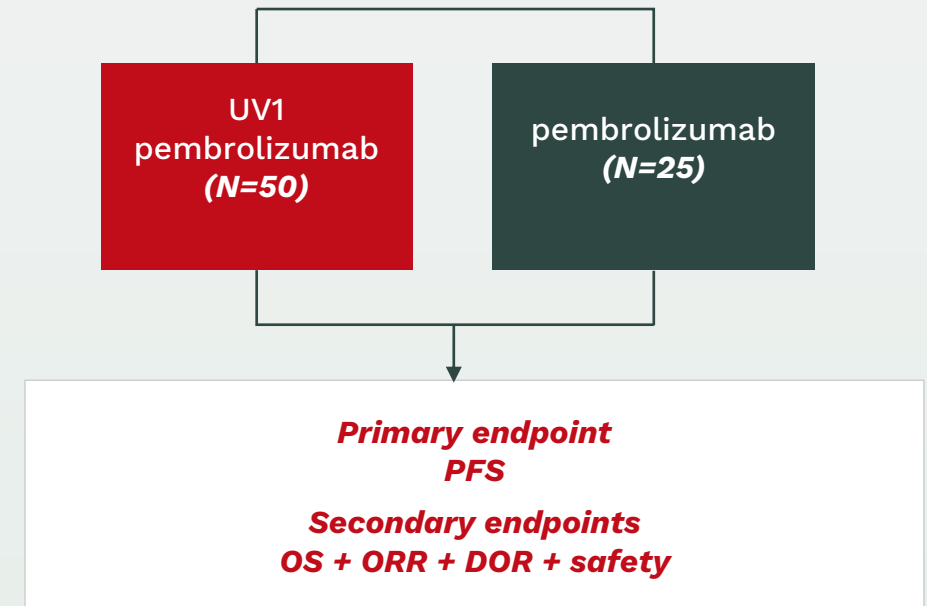 UV1
pembrolizumab
(N=50)
pembrolizumab
(N=25)
Primary endpoint
PFS
Secondary endpoints
OS + ORR + DOR + safety